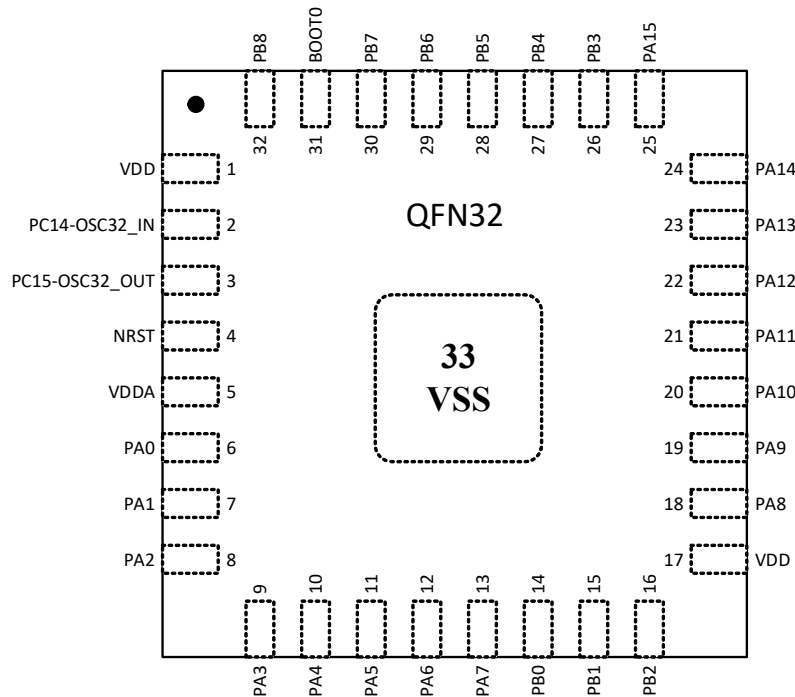 PB8 BOOT0 PB7 PB6 PB5 PB4 PB3 PA15
32 31 30 29 28 27 26 25
VDD 1 24 PA14
QFN32
PC14-OSC32_IN 2 23 PA13
PC15-OSC32_OUT 3 22 PA12
NRST 4 21 PA11
33
VSS
VDDA 5 20 PA10
PA0 6 19 PA9
PA1 7 18 PA8
PA2 8 17 VDD
9 10 11 12 13 14 15 16
PA3 PA4 PA5 PA6 PA7 PB0 PB1 PB2